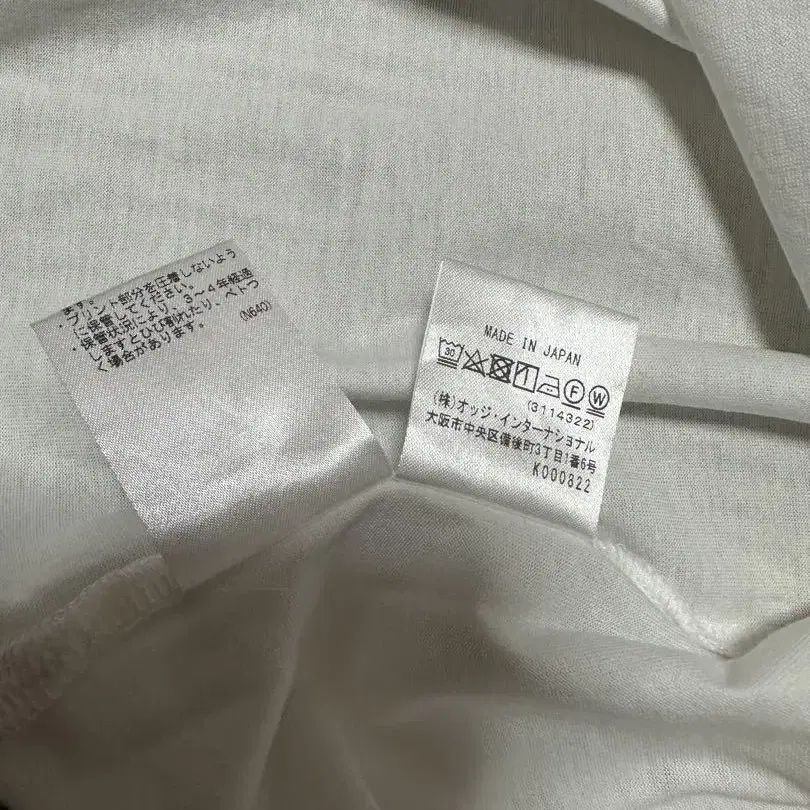 ます。
・プリント部分を圧着しないよう
に保管してください。
・保管状況により、3〜4年経過
しますとひび割れたり、ベトつ
く場合があります。
(N640)
MADE IN JAPAN
30
F W
(3114322)
(株)オッジ・インターナショナル
大阪市中央区備後町3丁目1番6号
K000822